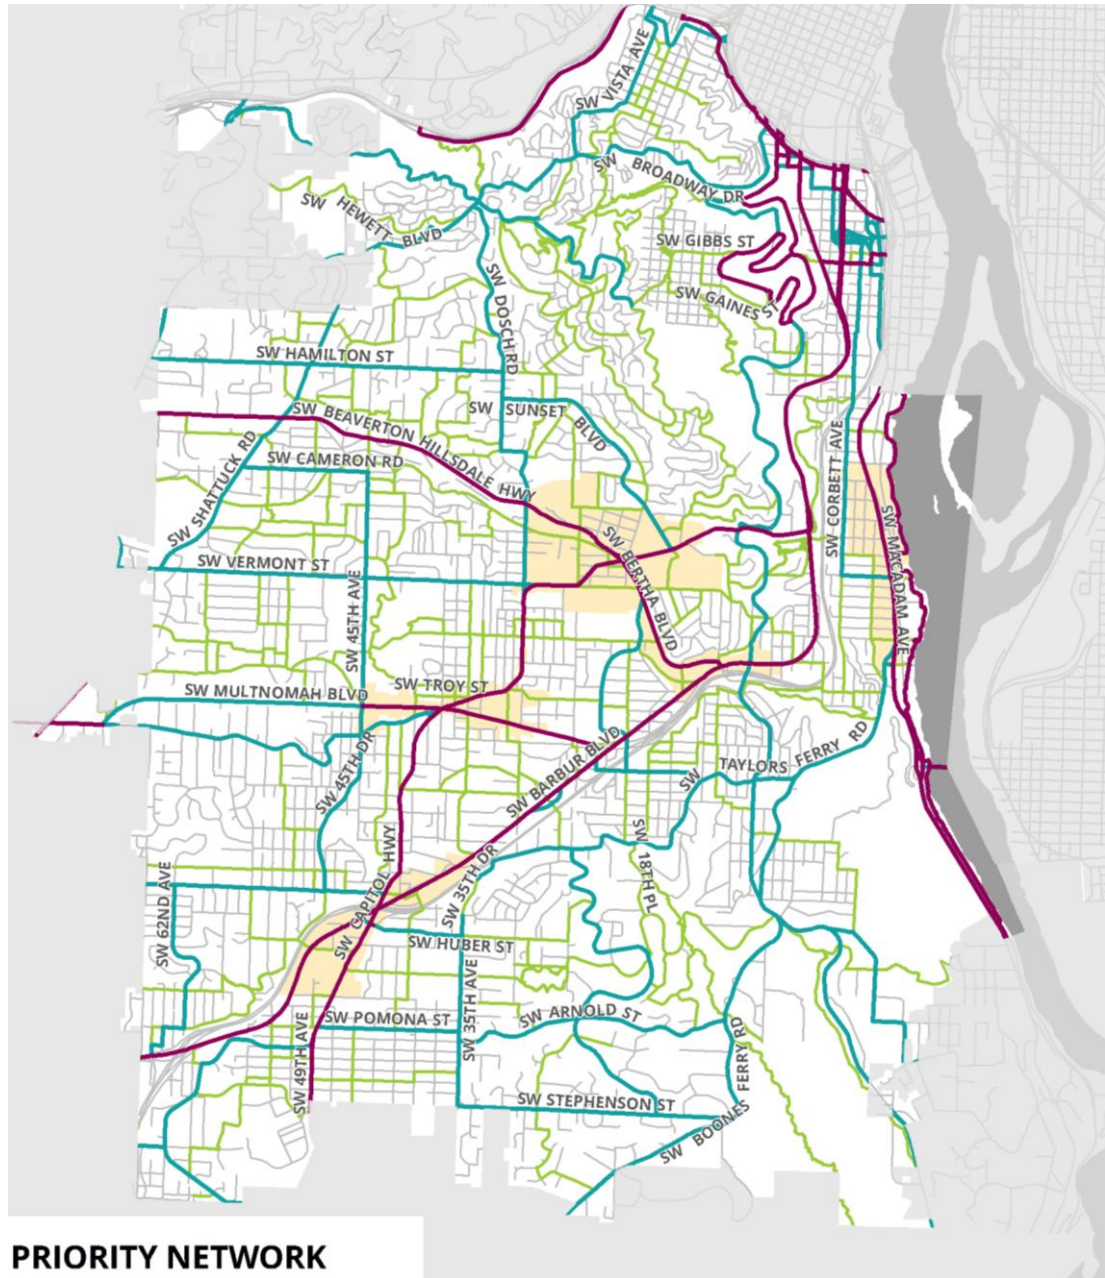 SW VISTA AVE
SW BROADWAY DR
SW HEWETT BLVD
SW GIBBS ST
SW DOSCH RD
SW GAINES ST
SW HAMILTON ST
SW SUNSET BLVD
SW BEAVERTON HILLSDALE HWY
SW SHATTUCK RD
SW CAMERON RD
SW CORBETT AVE
SW MACADAM AVE
SW BERTHA BLVD
SW VERMONT ST
SW 45TH AVE
SW TROY ST
SW MULTNOMAH BLVD
SW 45TH DR
SW BARBUR BLVD
SW TAYLORS FERRY RD
SW 18TH PL
SW CAPITOL HWY
SW 35TH DR
SW 62ND AVE
SW HUBER ST
SW 35TH AVE
SW POMONA ST
SW ARNOLD ST
SW 49TH AVE
SW STEPHENSON ST
SW BOONES FERRY RD
PRIORITY NETWORK